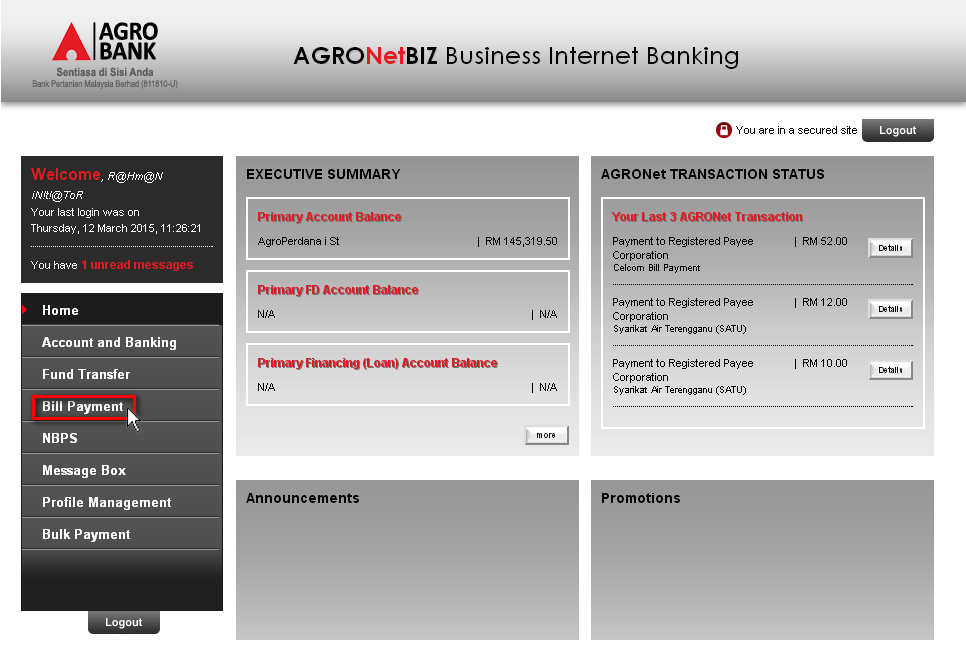 AGRO
BANK
Sentiasa di Sisi Anda
Bank Pertanian Malaysia Berhad (811810-U)
AGRONetBIZ Business Internet Banking
You are in a secured site
Logout
Welcome, R@Hm@N
iNItI@ToR
Your last login was on
Thursday, 12 March 2015, 11:26:21
You have 1 unread messages
Home
Account and Banking
Fund Transfer
Bill Payment
NBPS
Message Box
Profile Management
Bulk Payment
Logout
EXECUTIVE SUMMARY
Primary Account Balance
AgroPerdana i St | RM 145,319.50
Primary FD Account Balance
N/A | N/A
Primary Financing (Loan) Account Balance
N/A | N/A
more
AGRONet TRANSACTION STATUS
Your Last 3 AGRONet Transaction
Payment to Registered Payee | RM 52.00
Corporation
Celcom Bill Payment
Details
Payment to Registered Payee | RM 12.00
Corporation
Syarikat Air Terengganu (SATU)
Details
Payment to Registered Payee | RM 10.00
Corporation
Syarikat Air Terengganu (SATU)
Details
Announcements
Promotions